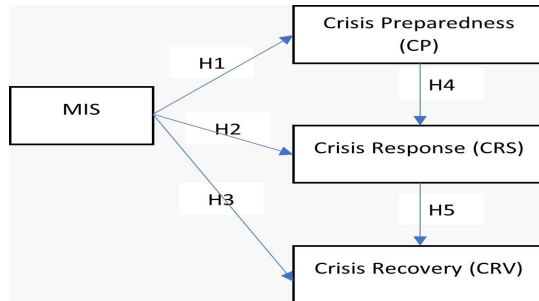 Crisis Preparedness
(CP)
H1
H4
MIS
H2
Crisis Response (CRS)
H3
H5
Crisis Recovery (CRV)